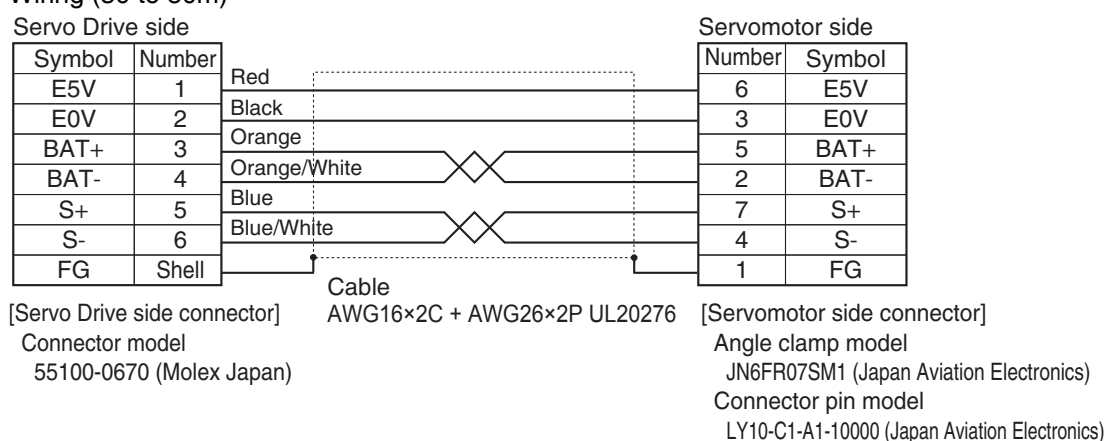 Servo Drive side Servomotor side
Symbol Number Number Symbol
E5V 1 Red 6 E5V
E0V 2 Black 3 E0V
BAT+ 3 Orange 5 BAT+
BAT- 4 Orange/White 2 BAT-
S+ 5 Blue 7 S+
S- 6 Blue/White 4 S-
FG Shell 1 FG
Cable
[Servo Drive side connector] AWG16×2C + AWG26×2P UL20276 [Servomotor side connector]
Connector model Angle clamp model
55100-0670 (Molex Japan) JN6FR07SM1 (Japan Aviation Electronics)
Connector pin model
LY10-C1-A1-10000 (Japan Aviation Electronics)